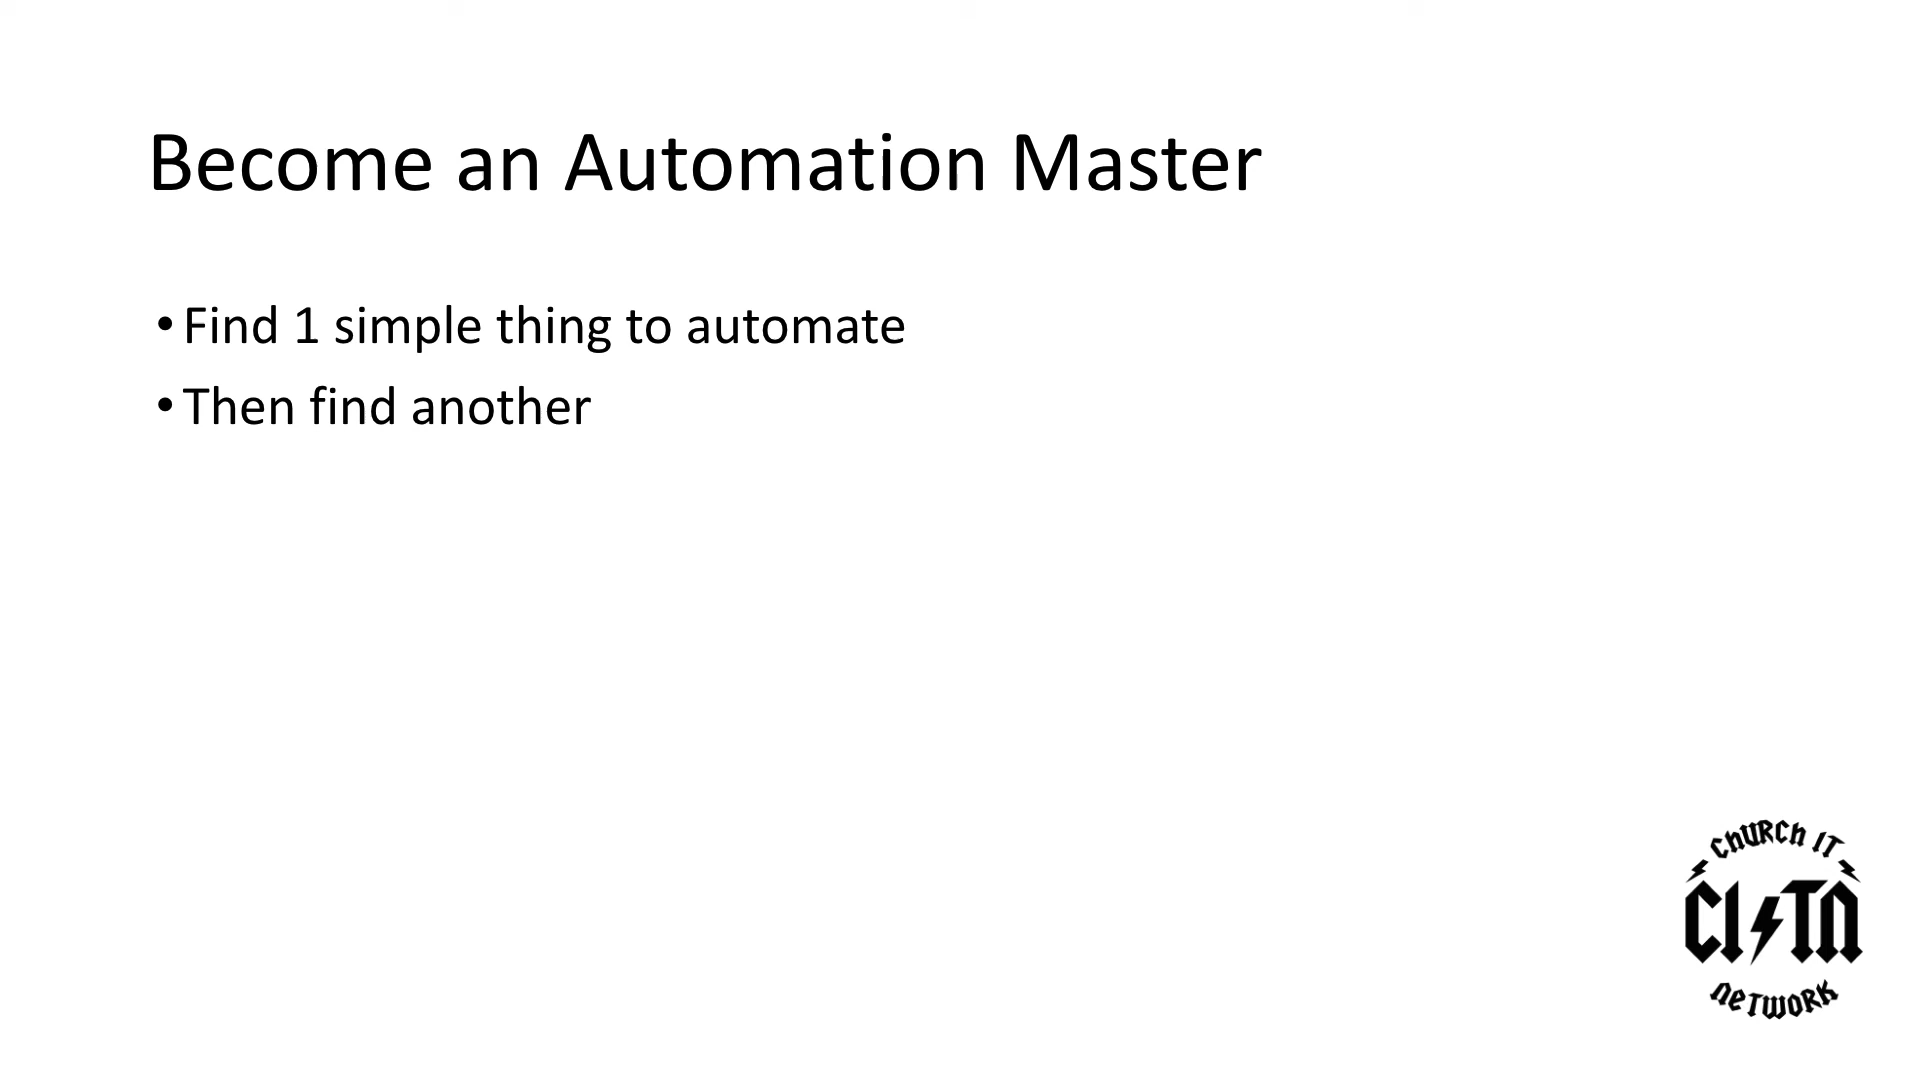 Become an Automation Master
• Find 1 simple thing to automate
• Then find another
CHURCH IT
CITN
NETWORK